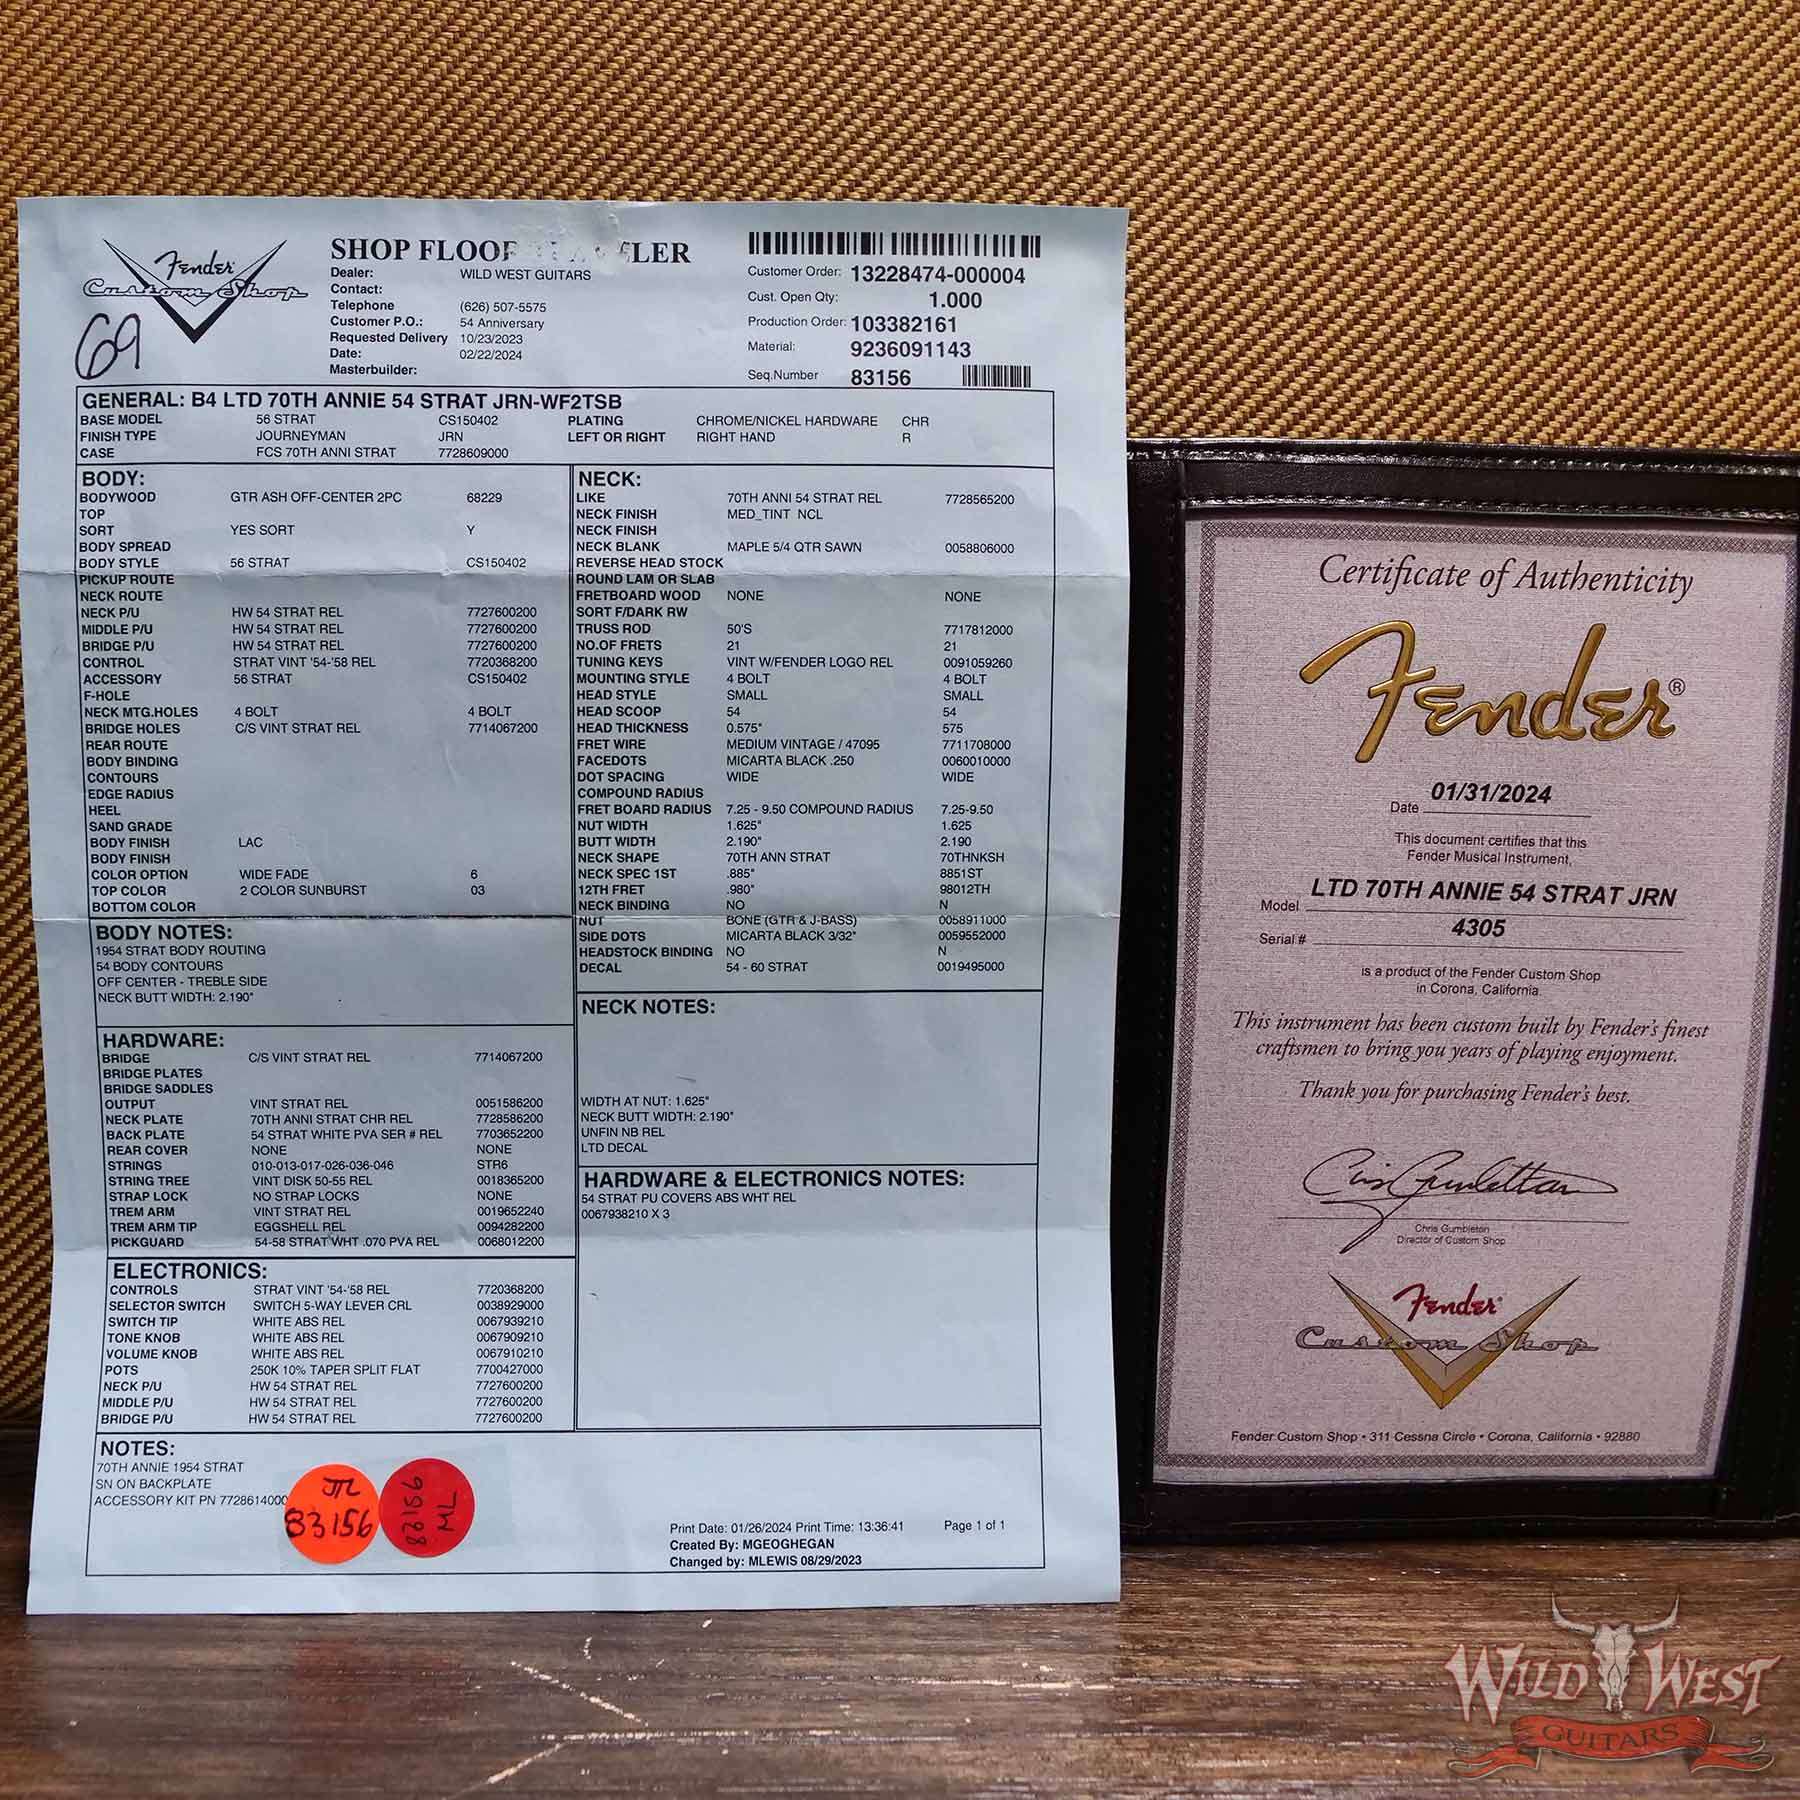 Fender
Custom Shop
69
SHOP FLOOR
Dealer: WILD WEST GUITARS
Contact:
Telephone (626) 507-5575
Customer P.O.: 54 Anniversary
Requested Delivery 10/23/2023
Date: 02/22/2024
Masterbuilder:
Customer Order: 13228474-000004
Cust. Open Qty: 1.000
Production Order: 103382161
Material: 9236091143
Seq.Number 83156
GENERAL: B4 LTD 70TH ANNIE 54 STRAT JRN-WF2TSB
BASE MODEL 56 STRAT CS150402 PLATING CHROME/NICKEL HARDWARE CHR
FINISH TYPE JOURNEYMAN JRN LEFT OR RIGHT RIGHT HAND R
CASE FCS 70TH ANNI STRAT 7728609000
BODY:
BODYWOOD GTR ASH OFF-CENTER 2PC 68229
TOP
SORT YES SORT Y
BODY SPREAD
BODY STYLE 56 STRAT CS150402
PICKUP ROUTE
NECK ROUTE
NECK P/U HW 54 STRAT REL 7727600200
MIDDLE P/U HW 54 STRAT REL 7727600200
BRIDGE P/U HW 54 STRAT REL 7727600200
CONTROL STRAT VINT '54-'58 REL 7720368200
ACCESSORY 56 STRAT CS150402
F-HOLE
NECK MTG.HOLES 4 BOLT 4 BOLT
BRIDGE HOLES C/S VINT STRAT REL 7714067200
REAR ROUTE
BODY BINDING
CONTOURS
EDGE RADIUS
HEEL
SAND GRADE
BODY FINISH LAC
BODY FINISH
COLOR OPTION WIDE FADE 6
TOP COLOR 2 COLOR SUNBURST 03
BOTTOM COLOR
BODY NOTES:
1954 STRAT BODY ROUTING
54 BODY CONTOURS
OFF CENTER - TREBLE SIDE
NECK BUTT WIDTH: 2.190"
HARDWARE:
BRIDGE C/S VINT STRAT REL 7714067200
BRIDGE PLATES
BRIDGE SADDLES
OUTPUT VINT STRAT REL 0051586200
NECK PLATE 70TH ANNI STRAT CHR REL 7728586200
BACK PLATE 54 STRAT WHITE PVA SER # REL 7703652200
REAR COVER NONE NONE
STRINGS 010-013-017-026-036-046 STR6
STRING TREE VINT DISK 50-55 REL 0018365200
STRAP LOCK NO STRAP LOCKS NONE
TREM ARM VINT STRAT REL 0019652240
TREM ARM TIP EGGSHELL REL 0094282200
PICKGUARD 54-58 STRAT WHT .070 PVA REL 0068012200
ELECTRONICS:
CONTROLS STRAT VINT '54-'58 REL 7720368200
SELECTOR SWITCH SWITCH 5-WAY LEVER CRL 0038929000
SWITCH TIP WHITE ABS REL 0067939210
TONE KNOB WHITE ABS REL 0067909210
VOLUME KNOB WHITE ABS REL 0067910210
POTS 250K 10% TAPER SPLIT FLAT 7700427000
NECK P/U HW 54 STRAT REL 7727600200
MIDDLE P/U HW 54 STRAT REL 7727600200
BRIDGE P/U HW 54 STRAT REL 7727600200
NECK:
LIKE 70TH ANNI 54 STRAT REL 7728565200
NECK FINISH MED_TINT NCL
NECK FINISH
NECK BLANK MAPLE 5/4 QTR SAWN 0058806000
REVERSE HEAD STOCK
ROUND LAM OR SLAB
FRETBOARD WOOD NONE NONE
SORT F/DARK RW
TRUSS ROD 50'S 7717812000
NO.OF FRETS 21 21
TUNING KEYS VINT W/FENDER LOGO REL 0091059260
MOUNTING STYLE 4 BOLT 4 BOLT
HEAD STYLE SMALL SMALL
HEAD SCOOP 54 54
HEAD THICKNESS 0.575" 575
FRET WIRE MEDIUM VINTAGE / 47095 7711708000
FACEDOTS MICARTA BLACK .250 0060010000
DOT SPACING WIDE WIDE
COMPOUND RADIUS
FRET BOARD RADIUS 7.25 - 9.50 COMPOUND RADIUS 7.25-9.50
NUT WIDTH 1.625" 1.625
BUTT WIDTH 2.190" 2.190
NECK SHAPE 70TH ANN STRAT 70THNKSH
NECK SPEC 1ST .885" 8851ST
12TH FRET .980" 98012TH
NECK BINDING NO N
NUT BONE (GTR & J-BASS) 0058911000
SIDE DOTS MICARTA BLACK 3/32" 0059552000
HEADSTOCK BINDING NO N
DECAL 54 - 60 STRAT 0019495000
NECK NOTES:
WIDTH AT NUT: 1.625"
NECK BUTT WIDTH: 2.190"
UNFIN NB REL
LTD DECAL
HARDWARE & ELECTRONICS NOTES:
54 STRAT PU COVERS ABS WHT REL
0067938210 X 3
NOTES:
70TH ANNIE 1954 STRAT
SN ON BACKPLATE
ACCESSORY KIT PN 7728614000
83156
83156
ML
Print Date: 01/26/2024 Print Time: 13:36:41 Page 1 of 1
Created By: MGEOGHEGAN
Changed by: MLEWIS 08/29/2023
Certificate of Authenticity
Fender®
Date 01/31/2024
This document certifies that this
Fender Musical Instrument,
Model LTD 70TH ANNIE 54 STRAT JRN
Serial # 4305
is a product of the Fender Custom Shop
in Corona, California.
This instrument has been custom built by Fender's finest
craftsmen to bring you years of playing enjoyment.
Thank you for purchasing Fender's best.
Chris Gumbleton
Director of Custom Shop
Fender®
Custom Shop
Fender Custom Shop • 311 Cessna Circle • Corona, California • 92880
WILD WEST
GUITARS